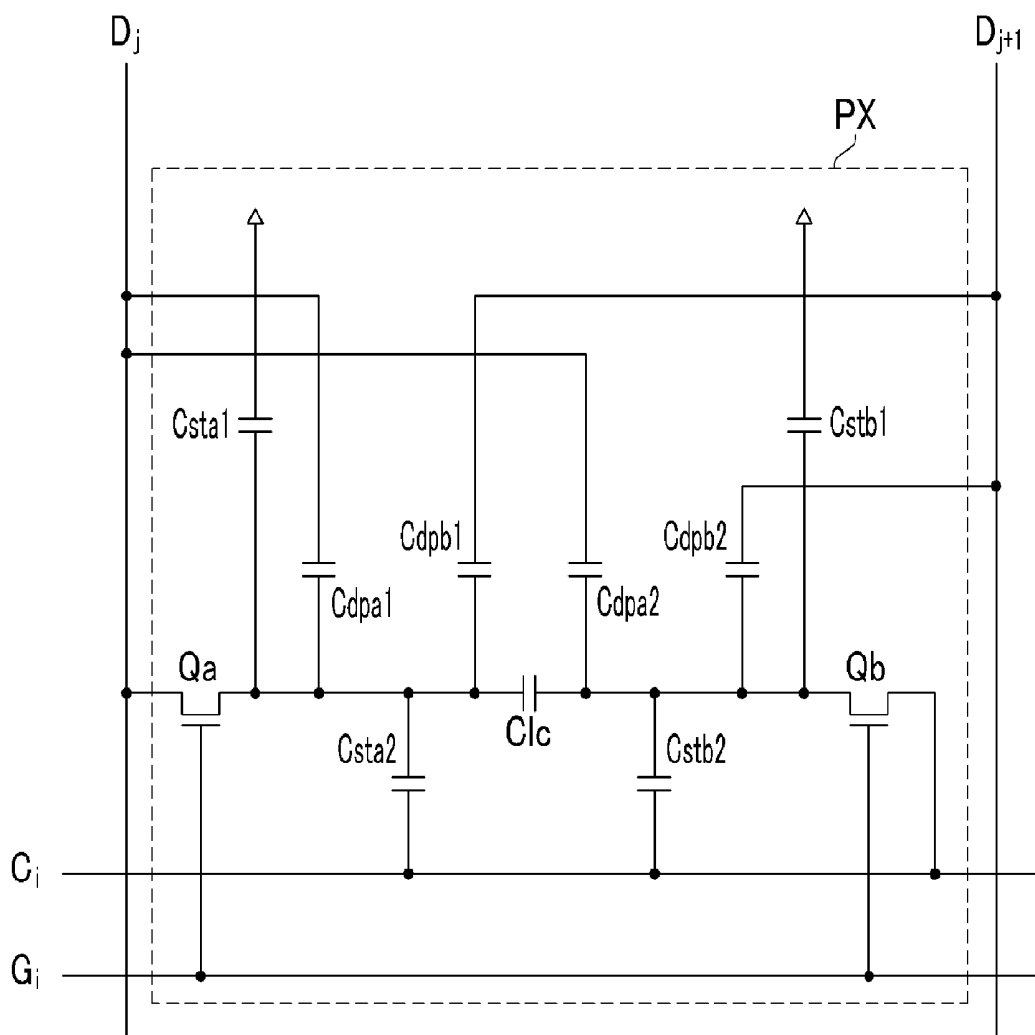 Dj
Dj+1
PX
Csta1
Cstb1
Cdpb1
Cdpb2
Cdpa1
Cdpa2
Qa
Qb
Clc
Csta2
Cstb2
Ci
Gi